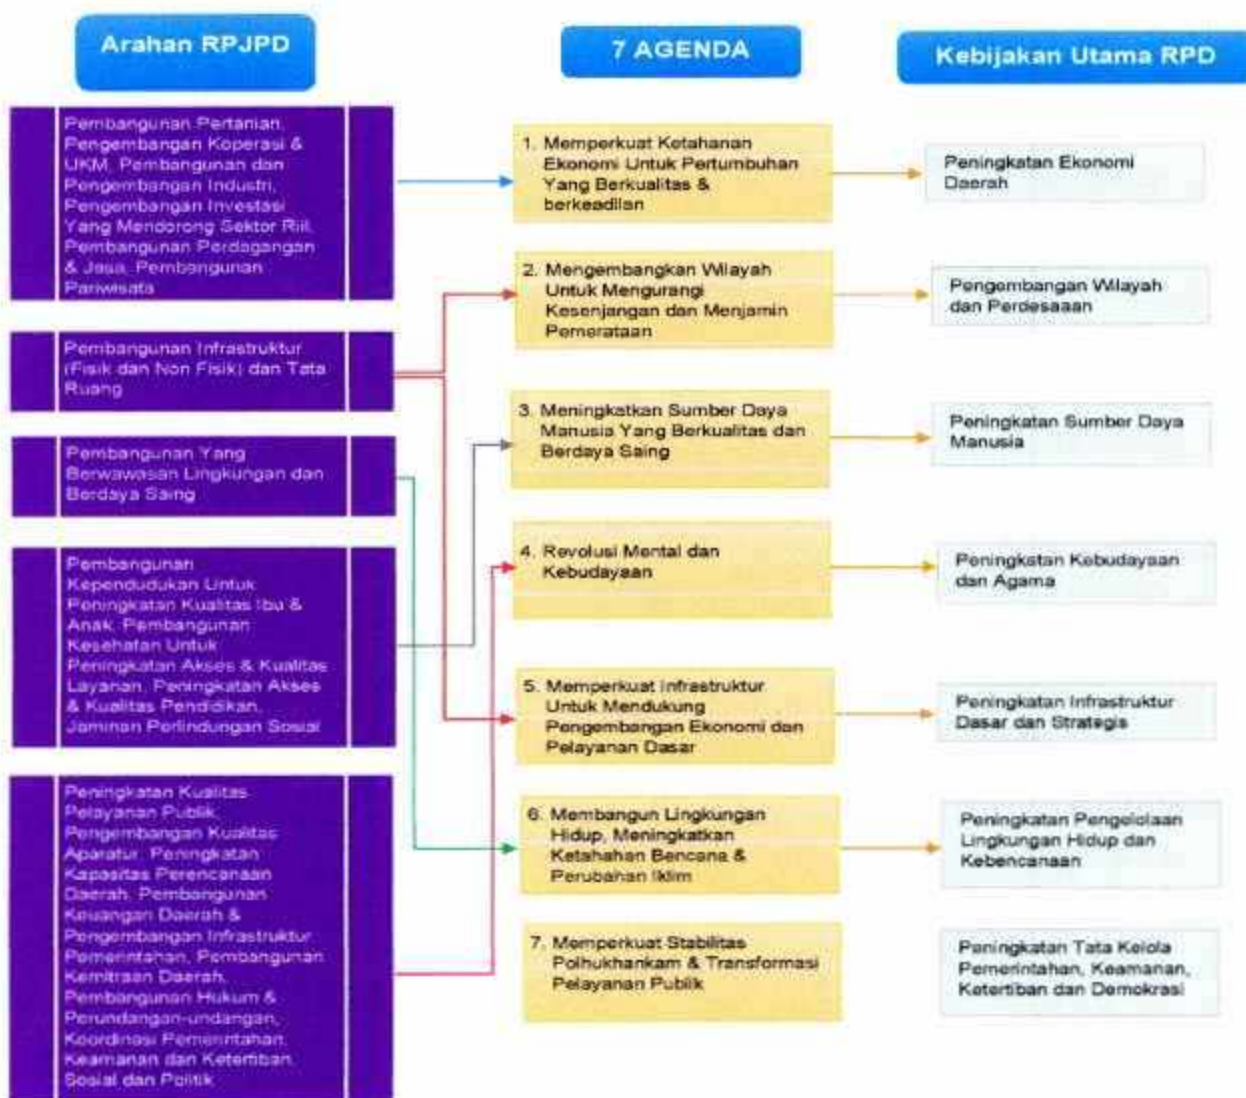 Arahan RPJPD
7 AGENDA
Kebijakan Utama RPD
Pembangunan Pertanian,
Pengembangan Koperasi &
UKM, Pembangunan dan
Pengembangan Industri,
Pengembangan Investasi
Yang Mendorong Sektor Riil,
Pembangunan Perdagangan
& Jasa, Pembangunan
Pariwisata
Pembangunan Infrastruktur
(Fisik dan Non Fisik) dan Tata
Ruang
Pembangunan Yang
Berwawasan Lingkungan dan
Berdaya Saing
Pembangunan
Kependudukan Untuk
Peningkatan Kualitas Ibu &
Anak, Pembangunan
Kesehatan Untuk
Peningkatan Akses & Kualitas
Layanan, Peningkatan Akses
& Kualitas Pendidikan,
Jaminan Perlindungan Sosial
Peningkatan Kualitas
Pelayanan Publik,
Pengembangan Kualitas
Aparatur, Peningkatan
Kapasitas Perencanaan
Daerah, Pembangunan
Keuangan Daerah &
Pengembangan Infrastruktur
Pemerintahan, Pembangunan
Kemitraan Daerah,
Pembangunan Hukum &
Perundangan-undangan,
Koordinasi Pemerintahan,
Keamanan dan Ketertiban,
Sosial dan Politik
1. Memperkuat Ketahanan
Ekonomi Untuk Pertumbuhan
Yang Berkualitas &
berkeadilan
2. Mengembangkan Wilayah
Untuk Mengurangi
Kesenjangan dan Menjamin
Pemerataan
3. Meningkatkan Sumber Daya
Manusia Yang Berkualitas dan
Berdaya Saing
4. Revolusi Mental dan
Kebudayaan
5. Memperkuat Infrastruktur
Untuk Mendukung
Pengembangan Ekonomi dan
Pelayanan Dasar
6. Membangun Lingkungan
Hidup, Meningkatkan
Ketahahan Bencana &
Perubahan Iklim
7. Memperkuat Stabilitas
Polhukhankam & Transformasi
Pelayanan Publik
Peningkatan Ekonomi
Daerah
Pengembangan Wilayah
dan Perdesaaan
Peningkatan Sumber Daya
Manusia
Peningkatan Kebudayaan
dan Agama
Peningkatan Infrastruktur
Dasar dan Strategis
Peningkatan Pengelolaan
Lingkungan Hidup dan
Kebencanaan
Peningkatan Tata Kelola
Pemerintahan, Keamanan,
Ketertiban dan Demokrasi